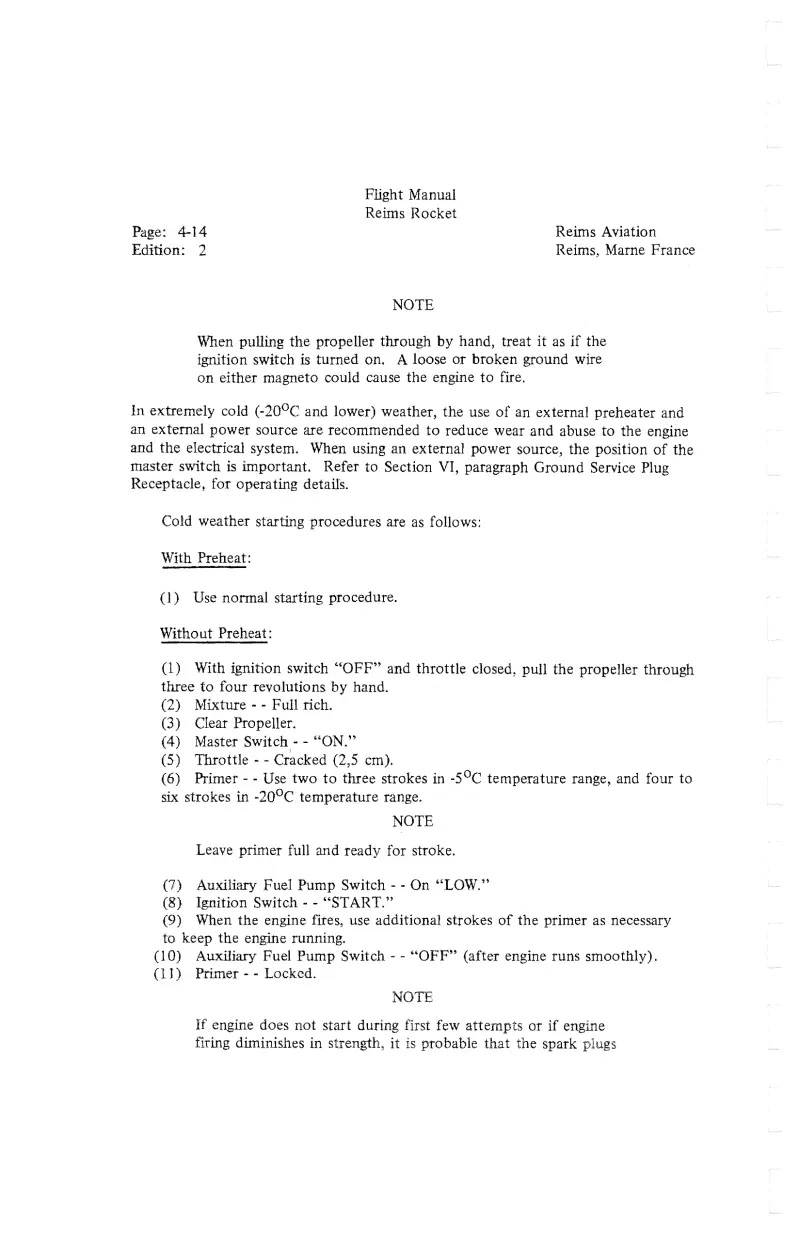 Flight Manual
Reims Rocket
Page: 4-14
Reims Aviation
Edition: 2
Reims, Marne France
NOTE
When pulling the propeller through by hand, treat it as if the
ignition switch is turned on. A loose or broken ground wire
on either magneto could cause the engine to fire.
In extremely cold (-20°C and lower) weather, the use of an external preheater and
an external power source are recommended to reduce wear and abuse to the engine
and the electrical system. When using an external power source, the position of the
master switch is important. Refer to Section VI, paragraph Ground Service Plug
Receptacle, for operating details.
Cold weather starting procedures are as follows:
With Preheat:
(1) Use normal starting procedure.
Without Preheat:
(1) With ignition switch “OFF” and throttle closed, pull the propeller through
three to four revolutions by hand.
(2) Mixture - - Full rich.
(3) Clear Propeller.
(4) Master Switch - - “ON.”
(5) Throttle - - Cracked (2,5 cm).
(6) Primer - - Use two to three strokes in -5°C temperature range, and four to
six strokes in -20°C temperature range.
NOTE
Leave primer full and ready for stroke.
(7) Auxiliary Fuel Pump Switch - - On “LOW.”
(8) Ignition Switch - - “START.”
(9) When the engine fires, use additional strokes of the primer as necessary
to keep the engine running.
(10) Auxiliary Fuel Pump Switch - - “OFF” (after engine runs smoothly).
(11) Primer - - Locked.
NOTE
If engine does not start during first few attempts or if engine
firing diminishes in strength, it is probable that the spark plugs